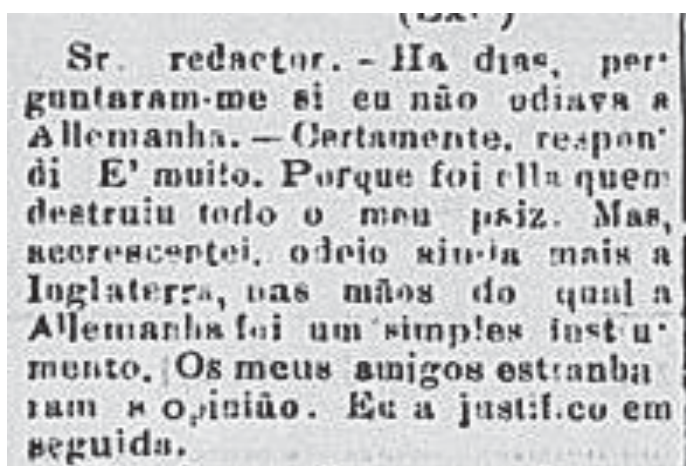 Sr. redactor. - Ha dias, per-
guntaram-me si eu não odiava a
Allemanha. — Certamente, respon-
di E' muito. Porque foi ella quem
destruiu todo o meu paiz. Mas,
accrescentei, odeio ainda mais a
Inglaterra, nas mãos do qual a
Allemanha foi um simples instru-
mento. Os meus amigos estranha
ram a opinião. Eu a justifico em
seguida.